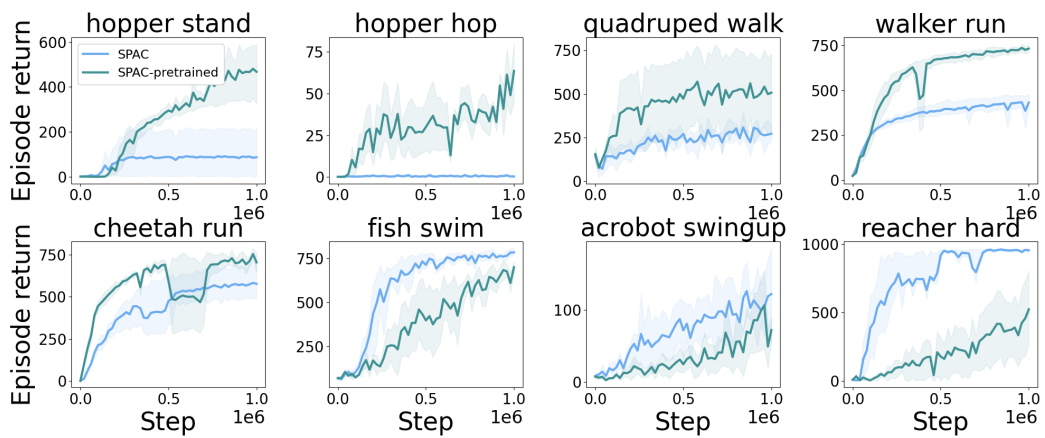 hopper stand
hopper hop
quadruped walk
walker run
Episode return
600
400
200
0
SPAC
SPAC-pretrained
0.0 0.5 1.0
1e6
75
50
25
0
0.0 0.5 1.0
1e6
750
500
250
0
0.0 0.5 1.0
1e6
750
500
250
0
0.0 0.5 1.0
1e6
cheetah run
fish swim
acrobot swingup
reacher hard
Episode return
750
500
250
0
0.0 0.5 1.0
1e6
Step
750
500
250
0.0 0.5 1.0
1e6
Step
100
0
0.0 0.5 1.0
1e6
Step
1000
500
0
0.0 0.5 1.0
1e6
Step